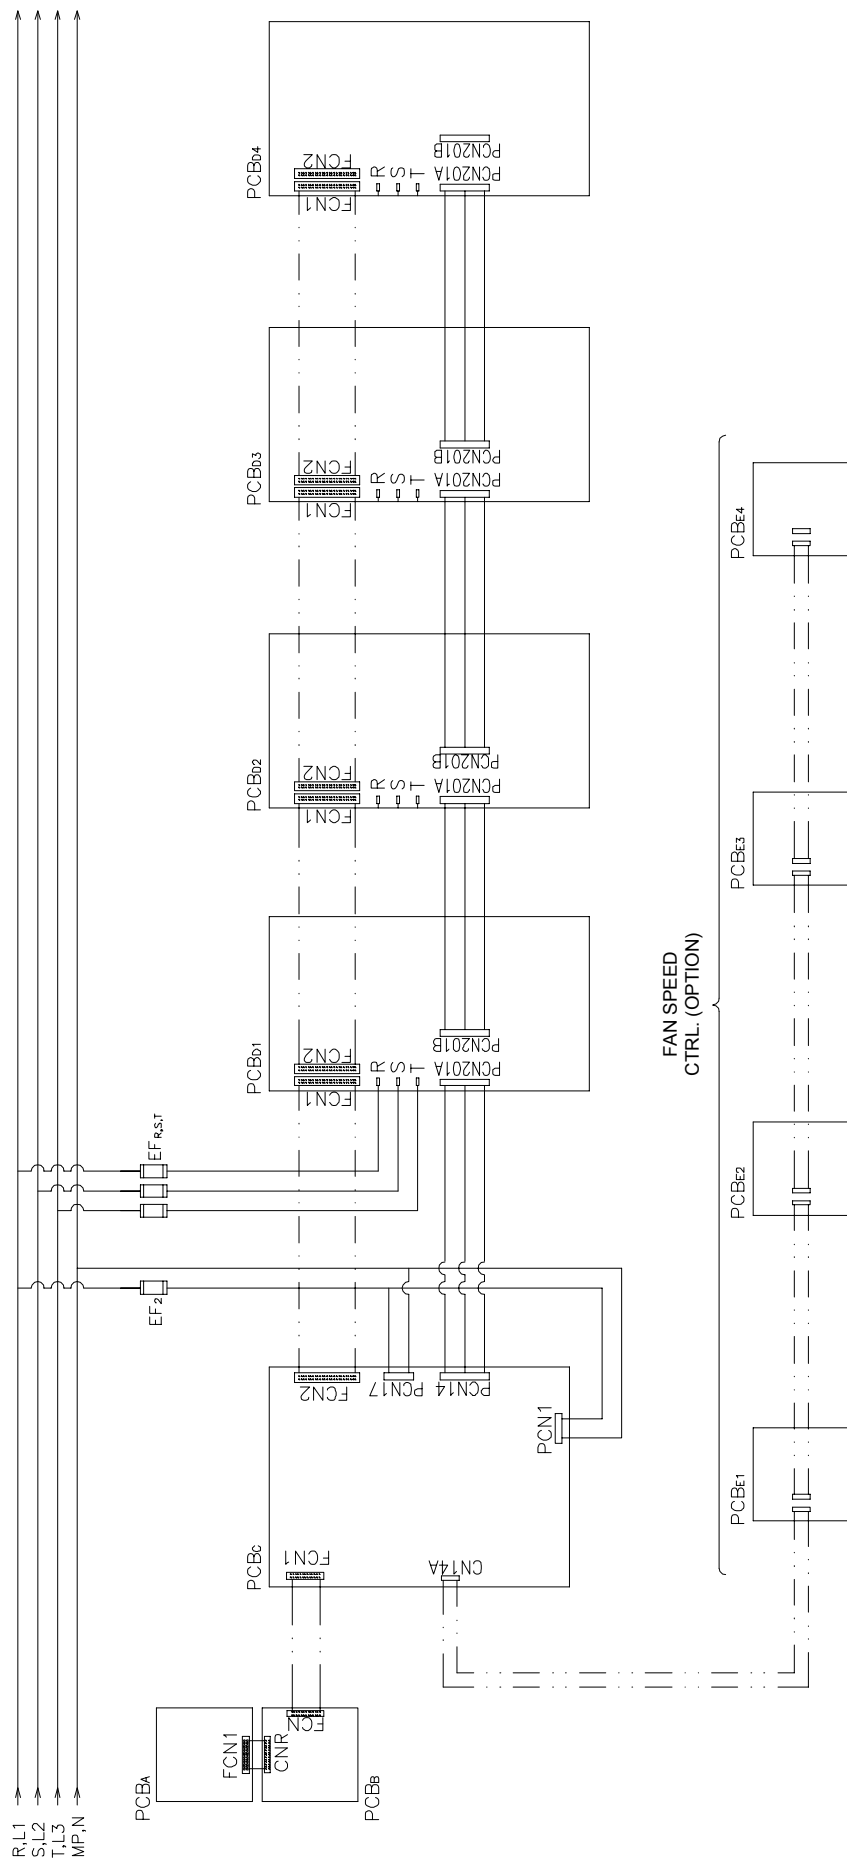 R,L1
S,L2
T,L3
MP,N
PCBA
FCN1
CNR
PCBB
FCN
PCBC
FCN1
CN14A
FCN2
PCN17
PCN14
PCN1
EF2
EFR,S,T
PCBD1
FCN1
FCN2
R
S
T
PCN201A
PCN201B
PCBD2
FCN1
FCN2
R
S
T
PCN201A
PCN201B
PCBD3
FCN1
FCN2
R
S
T
PCN201A
PCN201B
PCBD4
FCN1
FCN2
R
S
T
PCN201A
PCN201B
FAN SPEED
CTRL. (OPTION)
PCBE1
PCBE2
PCBE3
PCBE4